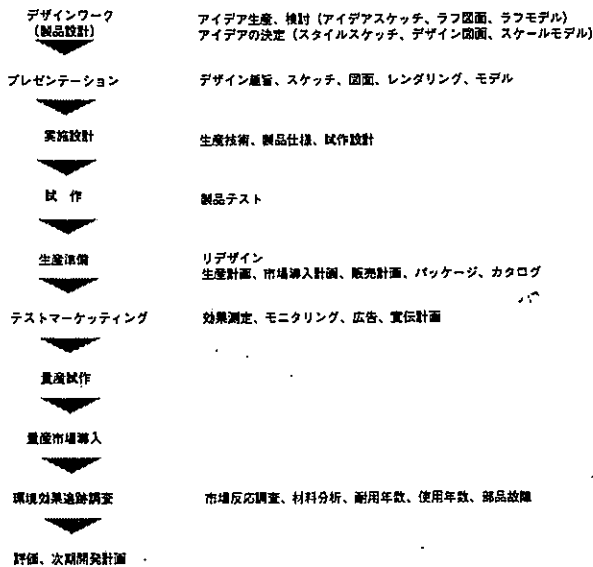 デザインワーク
(製品設計)
アイデア生産、検討(アイデアスケッチ、ラフ図面、ラフモデル)
アイデアの決定(スタイルスケッチ、デザイン図面、スケールモデル)
プレゼンテーション
デザイン趣旨、スケッチ、図面、レンダリング、モデル
実施設計
生産技術、製品仕様、試作設計
試 作
製品テスト
生産準備
リデザイン
生産計画、市場導入計画、販売計画、パッケージ、カタログ
テストマーケッティング
効果測定、モニタリング、広告、宣伝計画
量産試作
量産市場導入
環境効果追跡調査
市場反応調査、材料分析、耐用年数、使用年数、部品故障
評価、次期開発計画